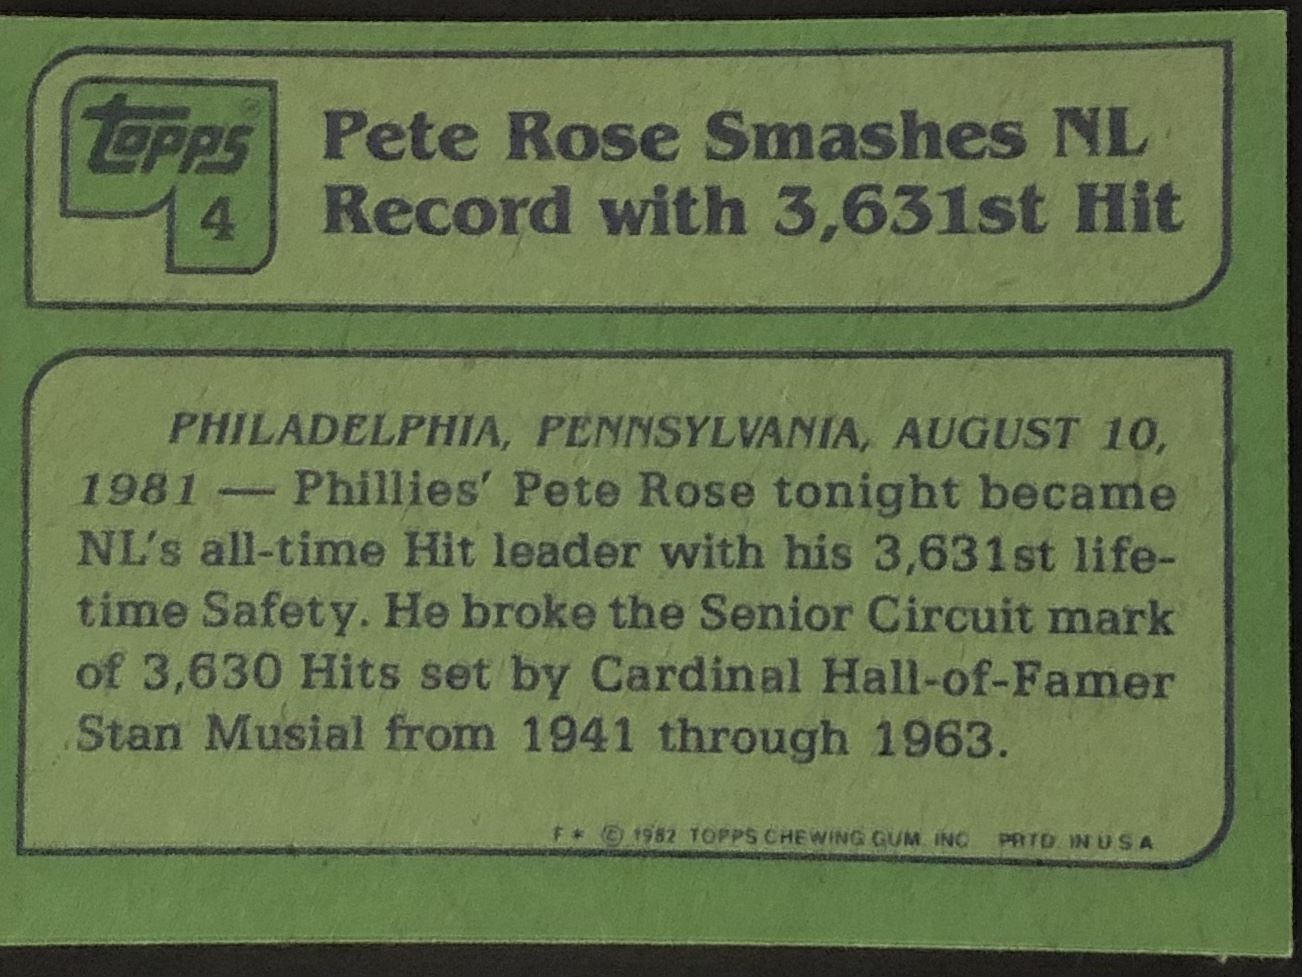 Topps®
4
Pete Rose Smashes NL
Record with 3,631st Hit
PHILADELPHIA, PENNSYLVANIA, AUGUST 10,
1981 — Phillies' Pete Rose tonight became
NL's all-time Hit leader with his 3,631st life-
time Safety. He broke the Senior Circuit mark
of 3,630 Hits set by Cardinal Hall-of-Famer
Stan Musial from 1941 through 1963.
F * © 1982 TOPPS CHEWING GUM. INC PRTD IN U S A